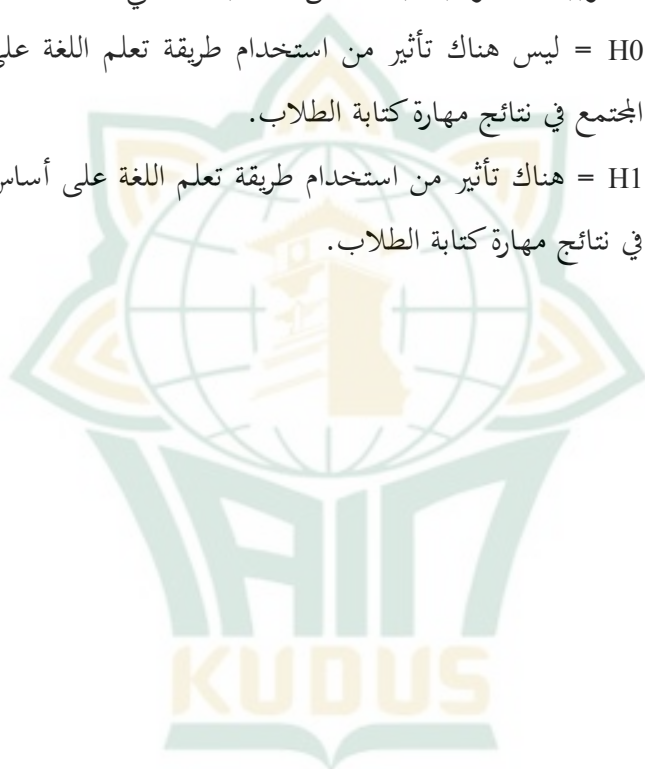 H0 = ليس هناك تأثير من استخدام طريقة تعلم اللغة على
المجتمع في نتائج مهارة كتابة الطلاب.
H1 = هناك تأثير من استخدام طريقة تعلم اللغة على أساس
في نتائج مهارة كتابة الطلاب.
IAIN
KUDUS